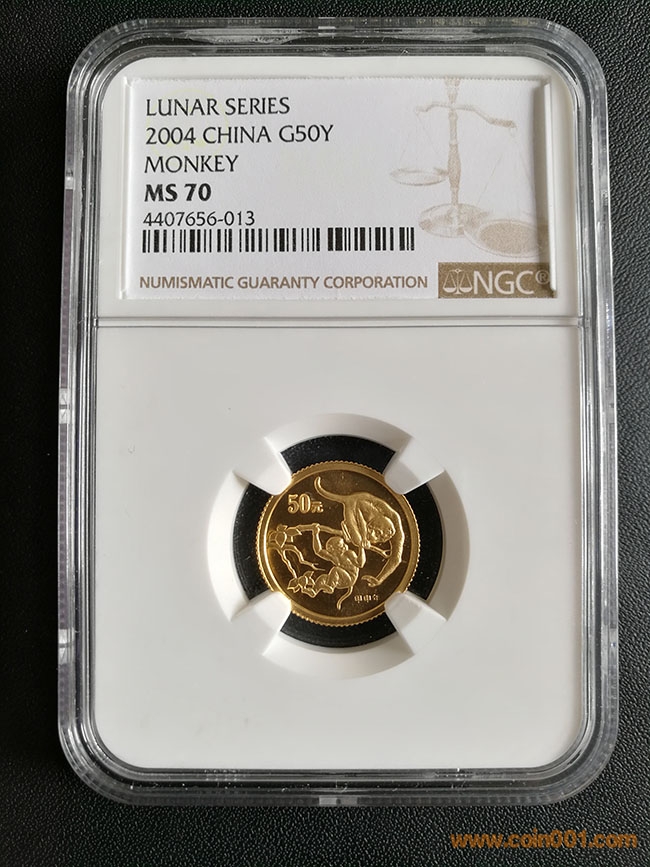 LUNAR SERIES
2004 CHINA G50Y
MONKEY
MS 70
4407656-013
NUMISMATIC GUARANTY CORPORATION NGC®
50元
www.coin001.com